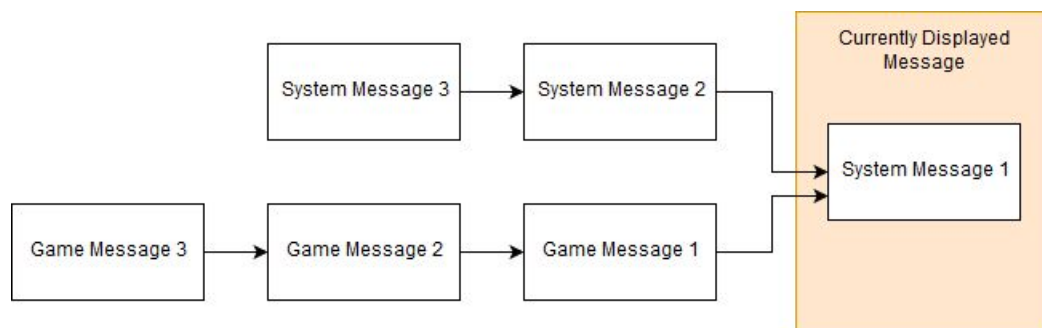 Currently Displayed
Message
System Message 3
System Message 2
System Message 1
Game Message 3
Game Message 2
Game Message 1